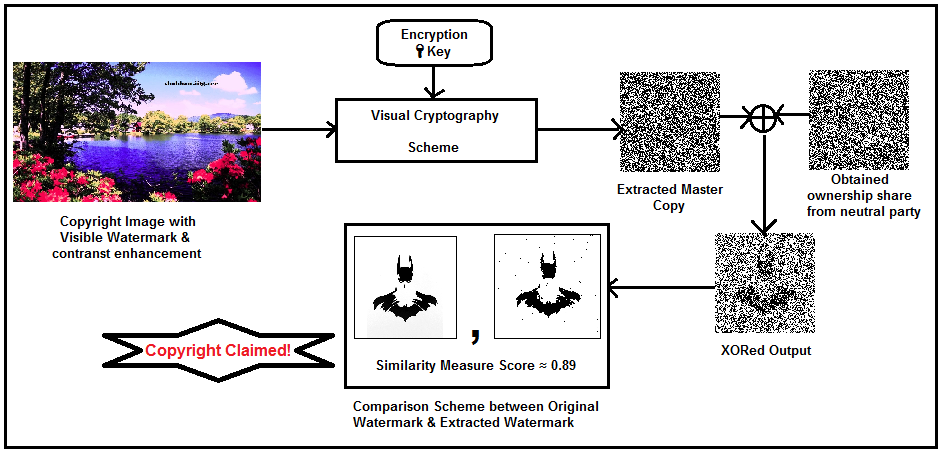 Encryption
Key
Visual Cryptography
Scheme
Copyright Image with
Visible Watermark &
contranst enhancement
Extracted Master
Copy
Obtained
ownership share
from neutral party
XORed Output
,
Similarity Measure Score ≈ 0.89
Copyright Claimed!
Comparison Scheme between Original
Watermark & Extracted Watermark